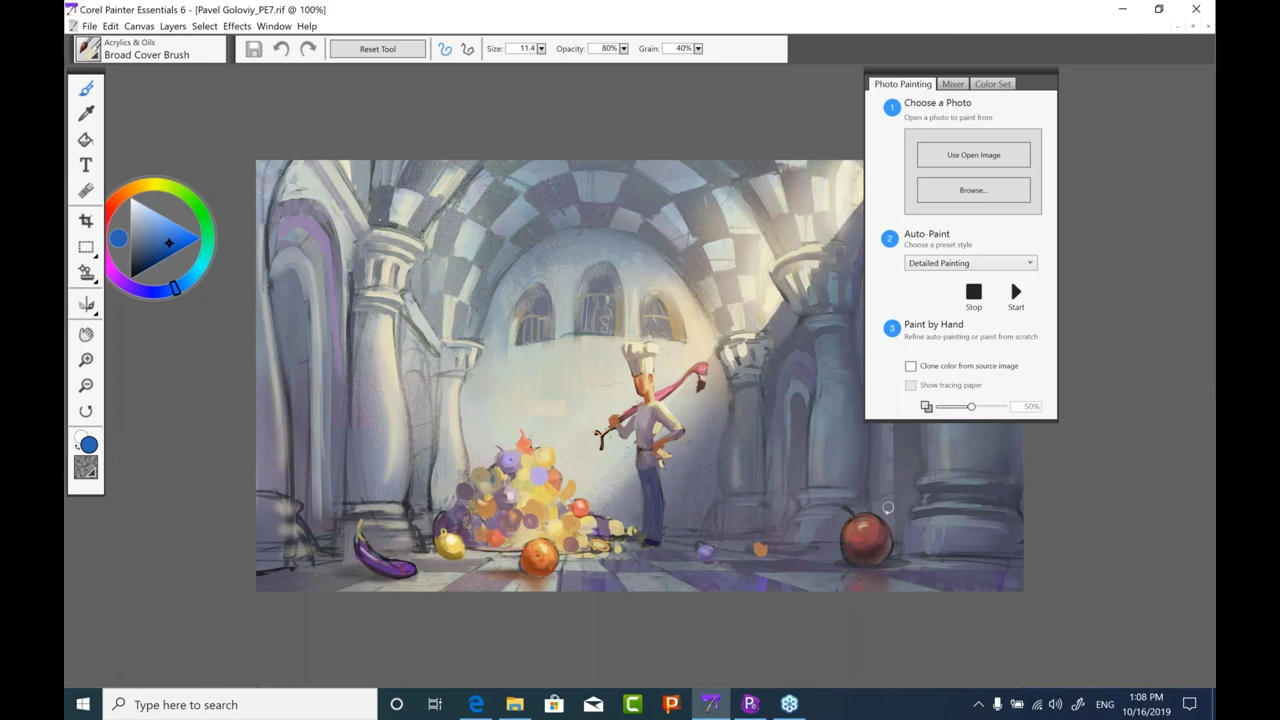 Corel Painter Essentials 6 - [Pavel Goloviy_PE7.rif @ 100%]
File Edit Canvas Layers Select Effects Window Help
Acrylics & Oils
Broad Cover Brush
Reset Tool
Size: 11.4
Opacity: 80%
Grain: 40%
Photo Painting Mixer Color Set
1 Choose a Photo
Open a photo to paint from
Use Open Image
Browse...
2 Auto-Paint
Choose a preset style
Detailed Painting
Stop Start
3 Paint by Hand
Refine auto-painting or paint from scratch
Clone color from source image
Show tracing paper
50%
T
Type here to search
ENG
1:08 PM
10/16/2019